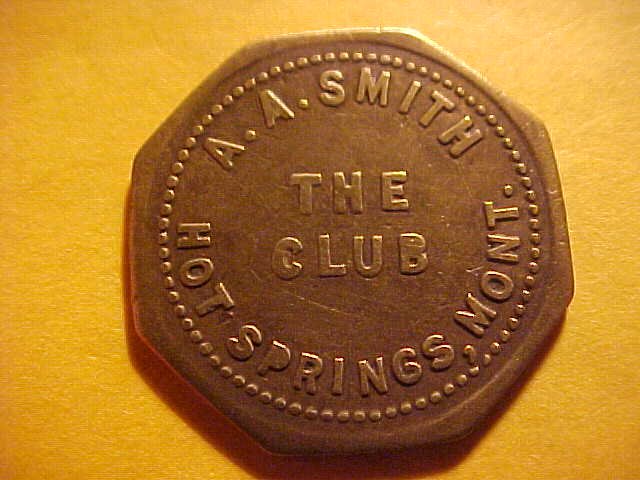 A. A. SMITH
THE
CLUB
HOT SPRINGS, MONT.